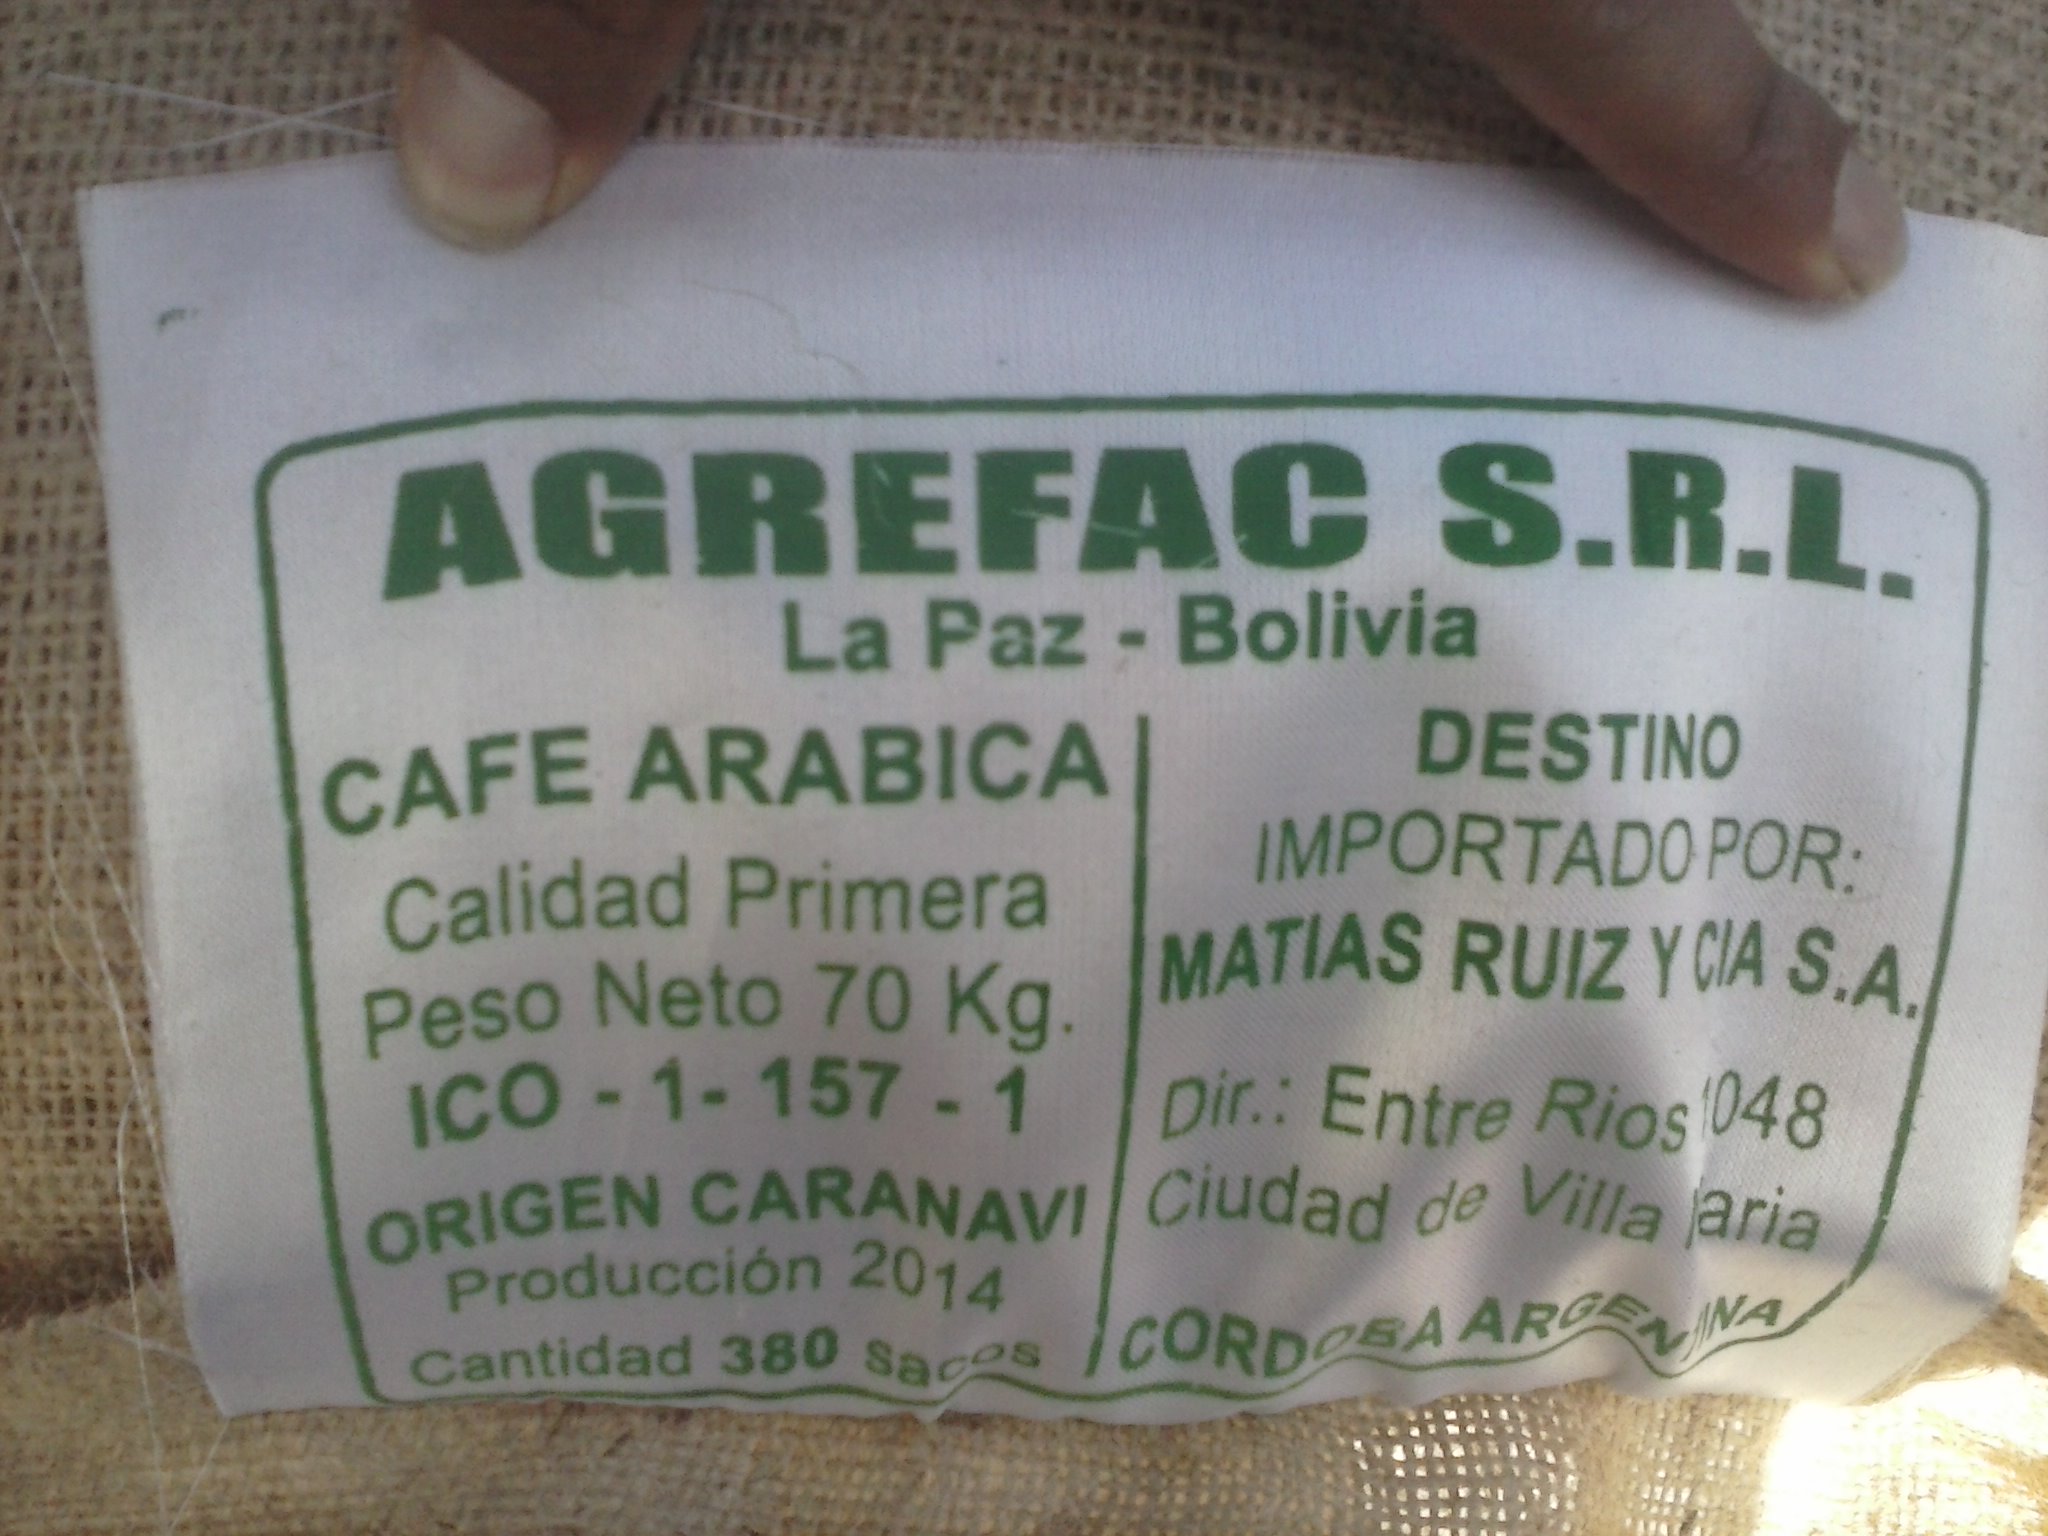 AGREFAC S.R.L.
La Paz - Bolivia
CAFE ARABICA
Calidad Primera
Peso Neto 70 Kg.
ICO - 1- 157 - 1
ORIGEN CARANAVI
Producción 2014
Cantidad 380 sacos
DESTINO
IMPORTADO POR:
MATIAS RUIZ Y CIA S.A.
Dir.: Entre Rios 1048
Ciudad de Villa Maria
CORDOBA ARGENTINA